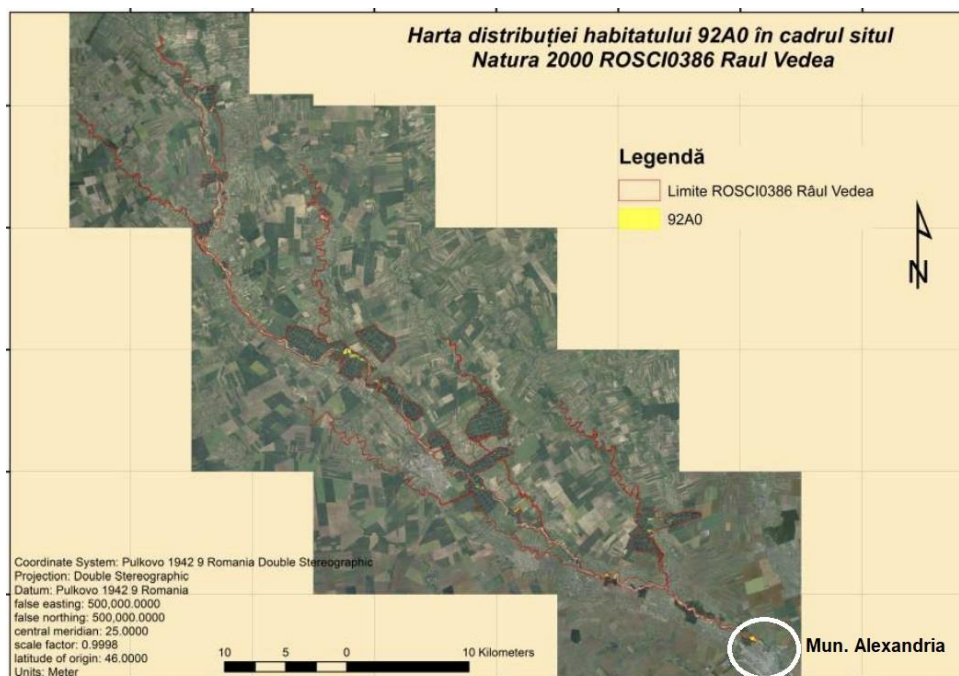 Harta distribuției habitatului 92A0 în cadrul situl
Natura 2000 ROSCI0386 Raul Vedea
Legendă
Limite ROSCI0386 Râul Vedea
92A0
N
Coordinate System: Pulkovo 1942 9 Romania Double Stereographic
Projection: Double Stereographic
Datum: Pulkovo 1942 9 Romania
false easting: 500,000.0000
false northing: 500,000.0000
central meridian: 25.0000
scale factor: 0.9998
latitude of origin: 46.0000
Units: Meter
10 5 0 10 Kilometers
Mun. Alexandria